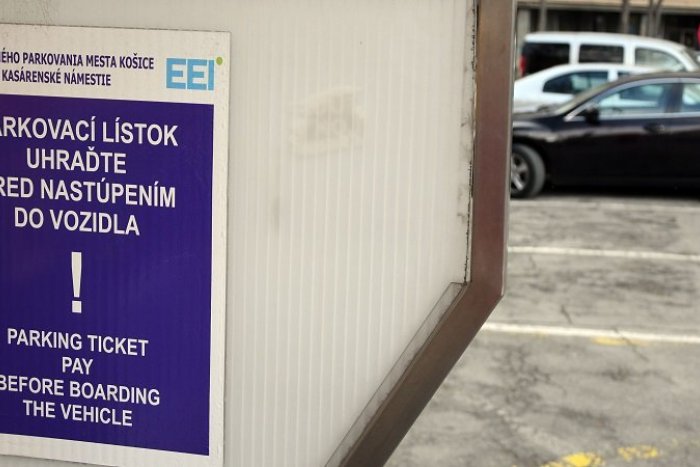 ÉHO PARKOVANIA MESTA KOŠICE
KASÁRENSKÉ NÁMESTIE
EEI
ARKOVACÍ LÍSTOK
UHRAĎTE
RED NASTÚPENÍM
DO VOZIDLA
!
PARKING TICKET
PAY
BEFORE BOARDING
THE VEHICLE